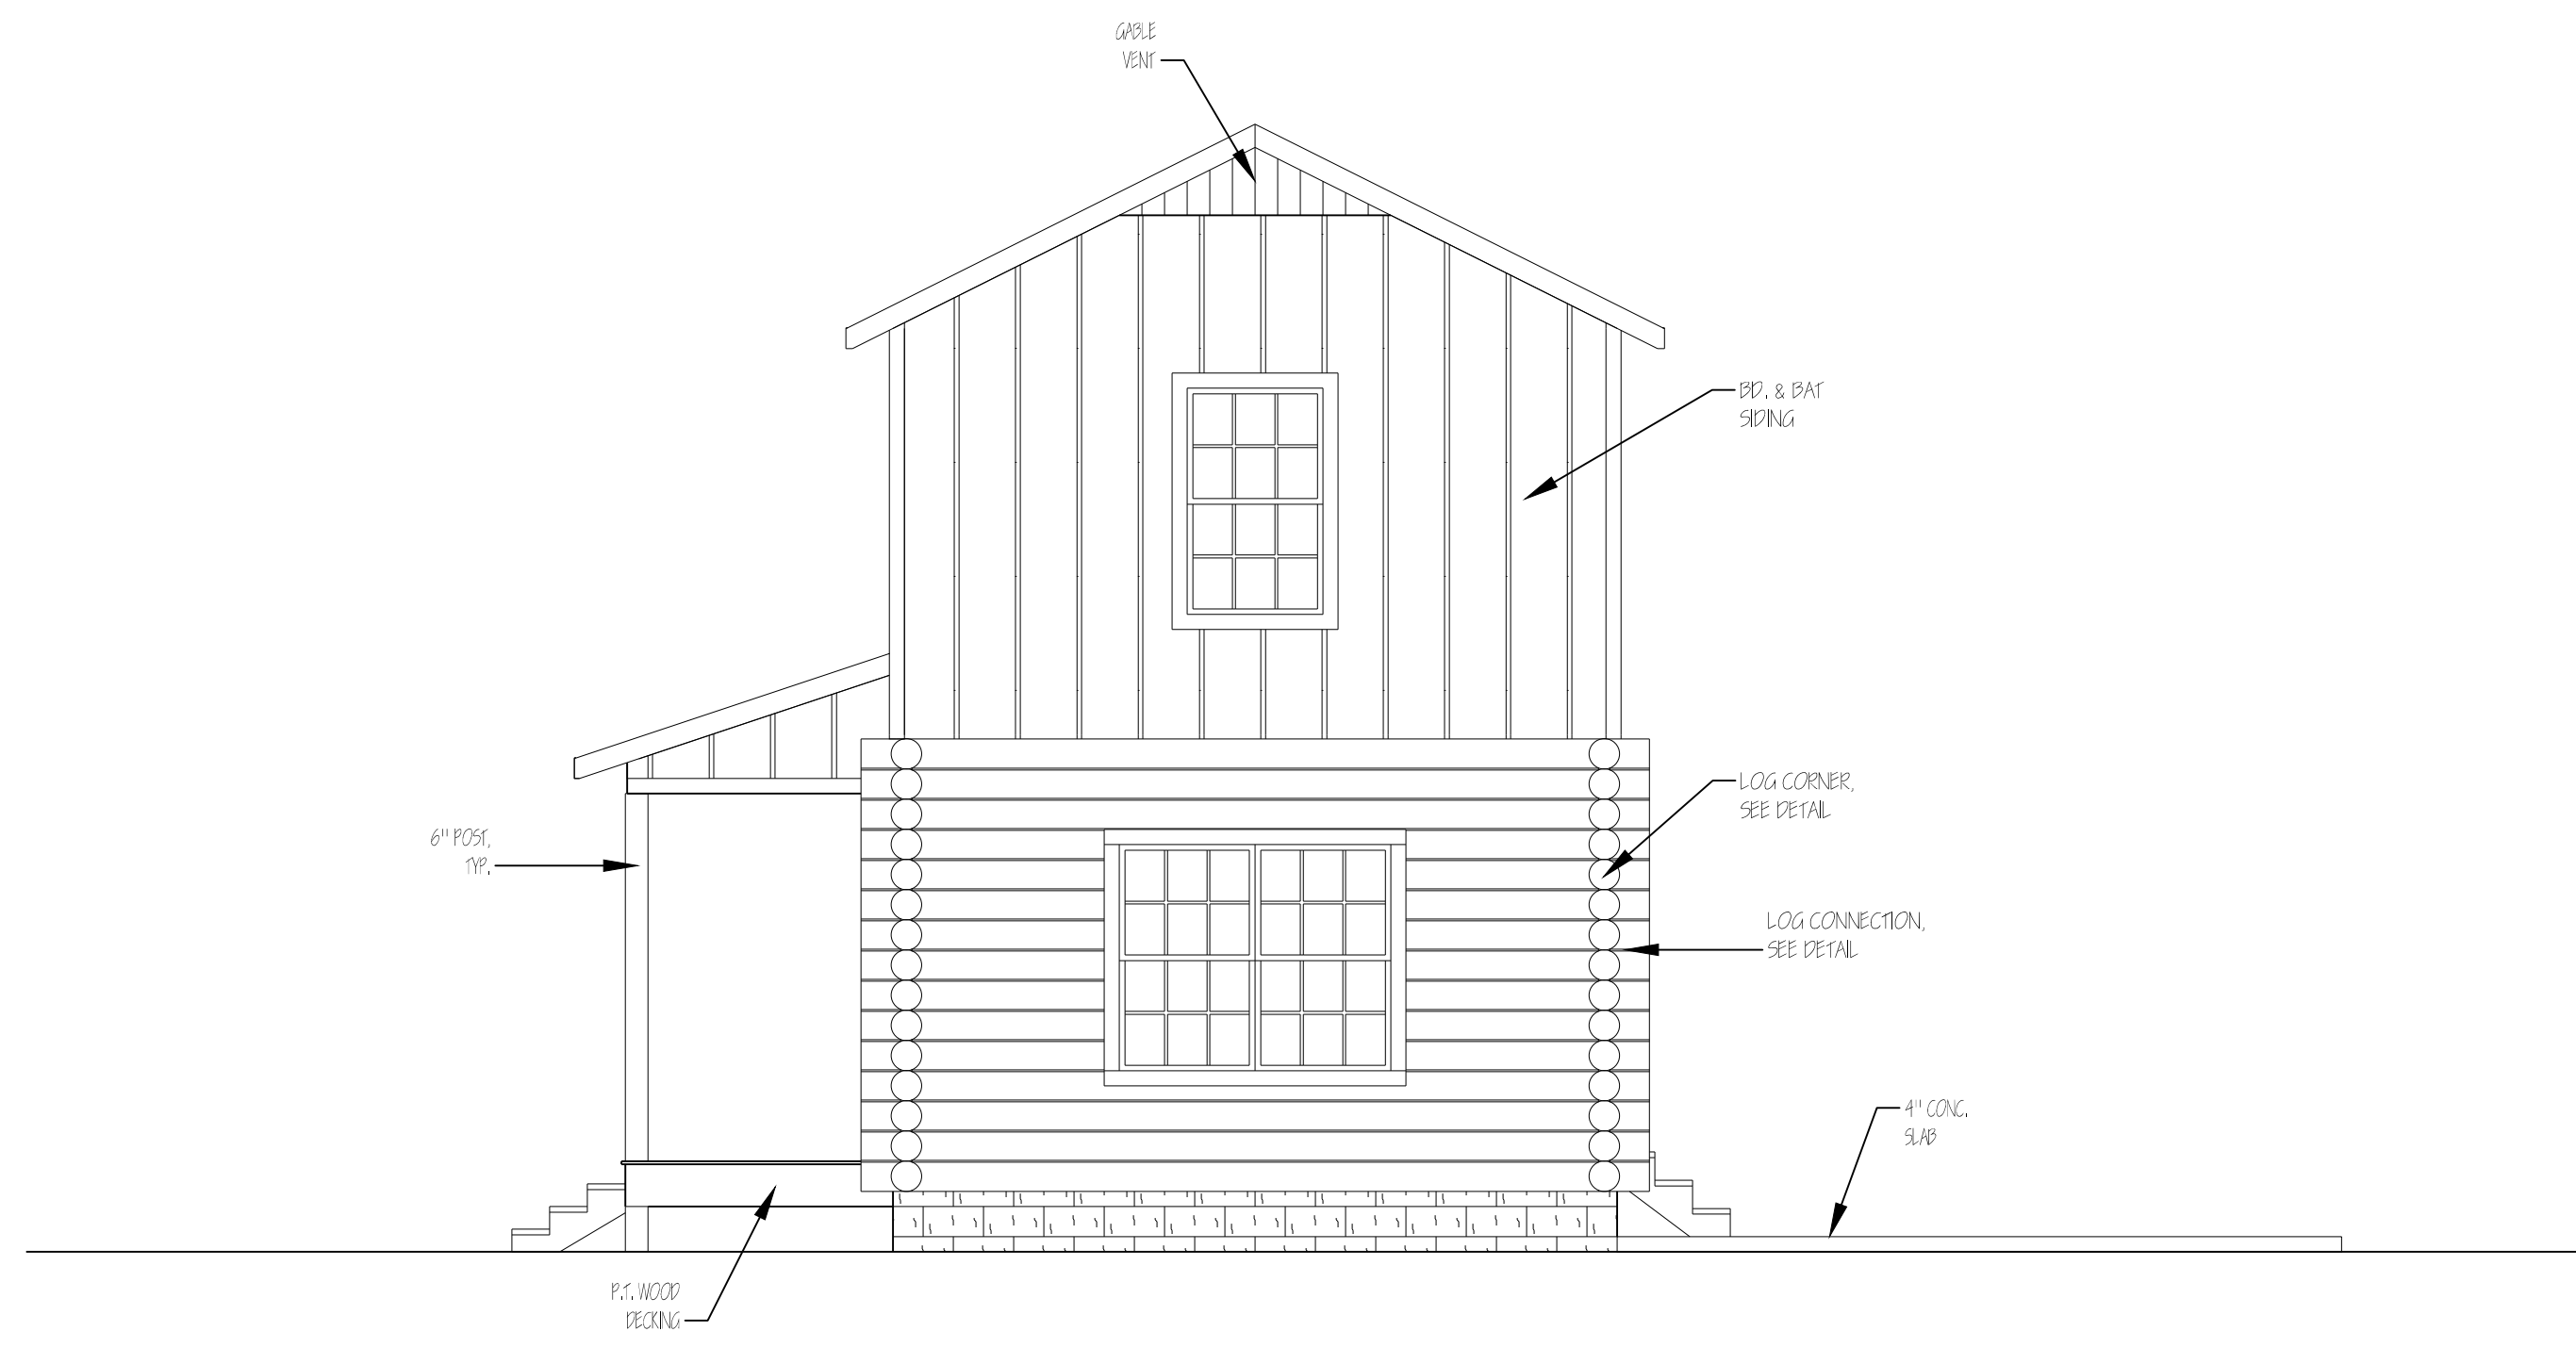 GABLE
VENT
BD. & BAT
SIDING
LOG CORNER,
SEE DETAIL
6" POST,
TYP.
LOG CONNECTION,
SEE DETAIL
4" CONC.
SLAB
P.T. WOOD
DECKING